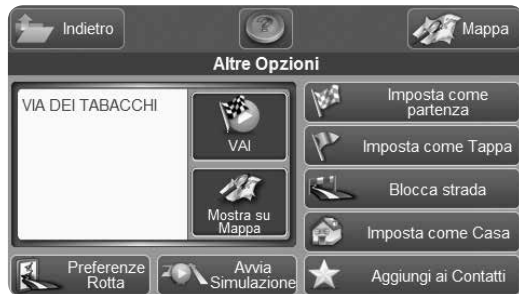 Indietro
Mappa
Altre Opzioni
VIA DEI TABACCHI
VAI
Mostra su
Mappa
Imposta come
partenza
Imposta come Tappa
Blocca strada
Imposta come Casa
Preferenze
Rotta
Avvia
Simulazione
Aggiungi ai Contatti